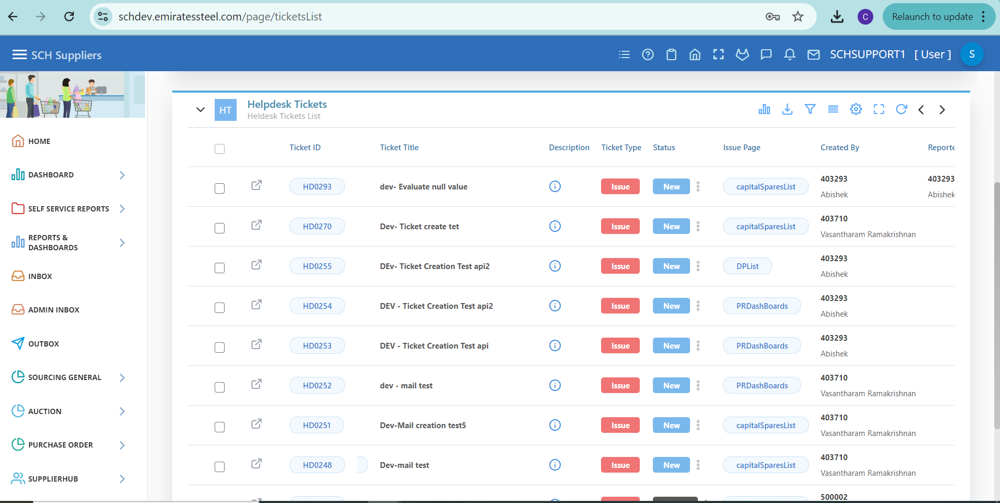 schdev.emiratessteel.com/page/ticketsList
C
Relaunch to update
SCH Suppliers
SCHSUPPORT1 [ User ]
S
HOME
DASHBOARD
SELF SERVICE REPORTS
REPORTS &
DASHBOARDS
INBOX
ADMIN INBOX
OUTBOX
SOURCING GENERAL
AUCTION
PURCHASE ORDER
SUPPLIERHUB
HT
Helpdesk Tickets
Heldesk Tickets List
Ticket ID Ticket Title Description Ticket Type Status Issue Page Created By Reporte
403293 403293
HD0293 dev- Evaluate null value Issue New capitalSparesList
Abishek Abishek
403710
HD0270 Dev- Ticket create tet Issue New capitalSparesList
Vasantharam Ramakrishnan
403293
HD0255 DEv- Ticket Creation Test api2 Issue New DPList
Abishek
403293
HD0254 DEV - Ticket Creation Test api2 Issue New PRDashBoards
Abishek
403293
HD0253 DEV - Ticket Creation Test api Issue New PRDashBoards
Abishek
403710
HD0252 dev - mail test Issue New PRDashBoards
Vasantharam Ramakrishnan
403710
HD0251 Dev-Mail creation test5 Issue New capitalSparesList
Vasantharam Ramakrishnan
403710
HD0248 Dev-mail test Issue New capitalSparesList
Vasantharam Ramakrishnan
500002